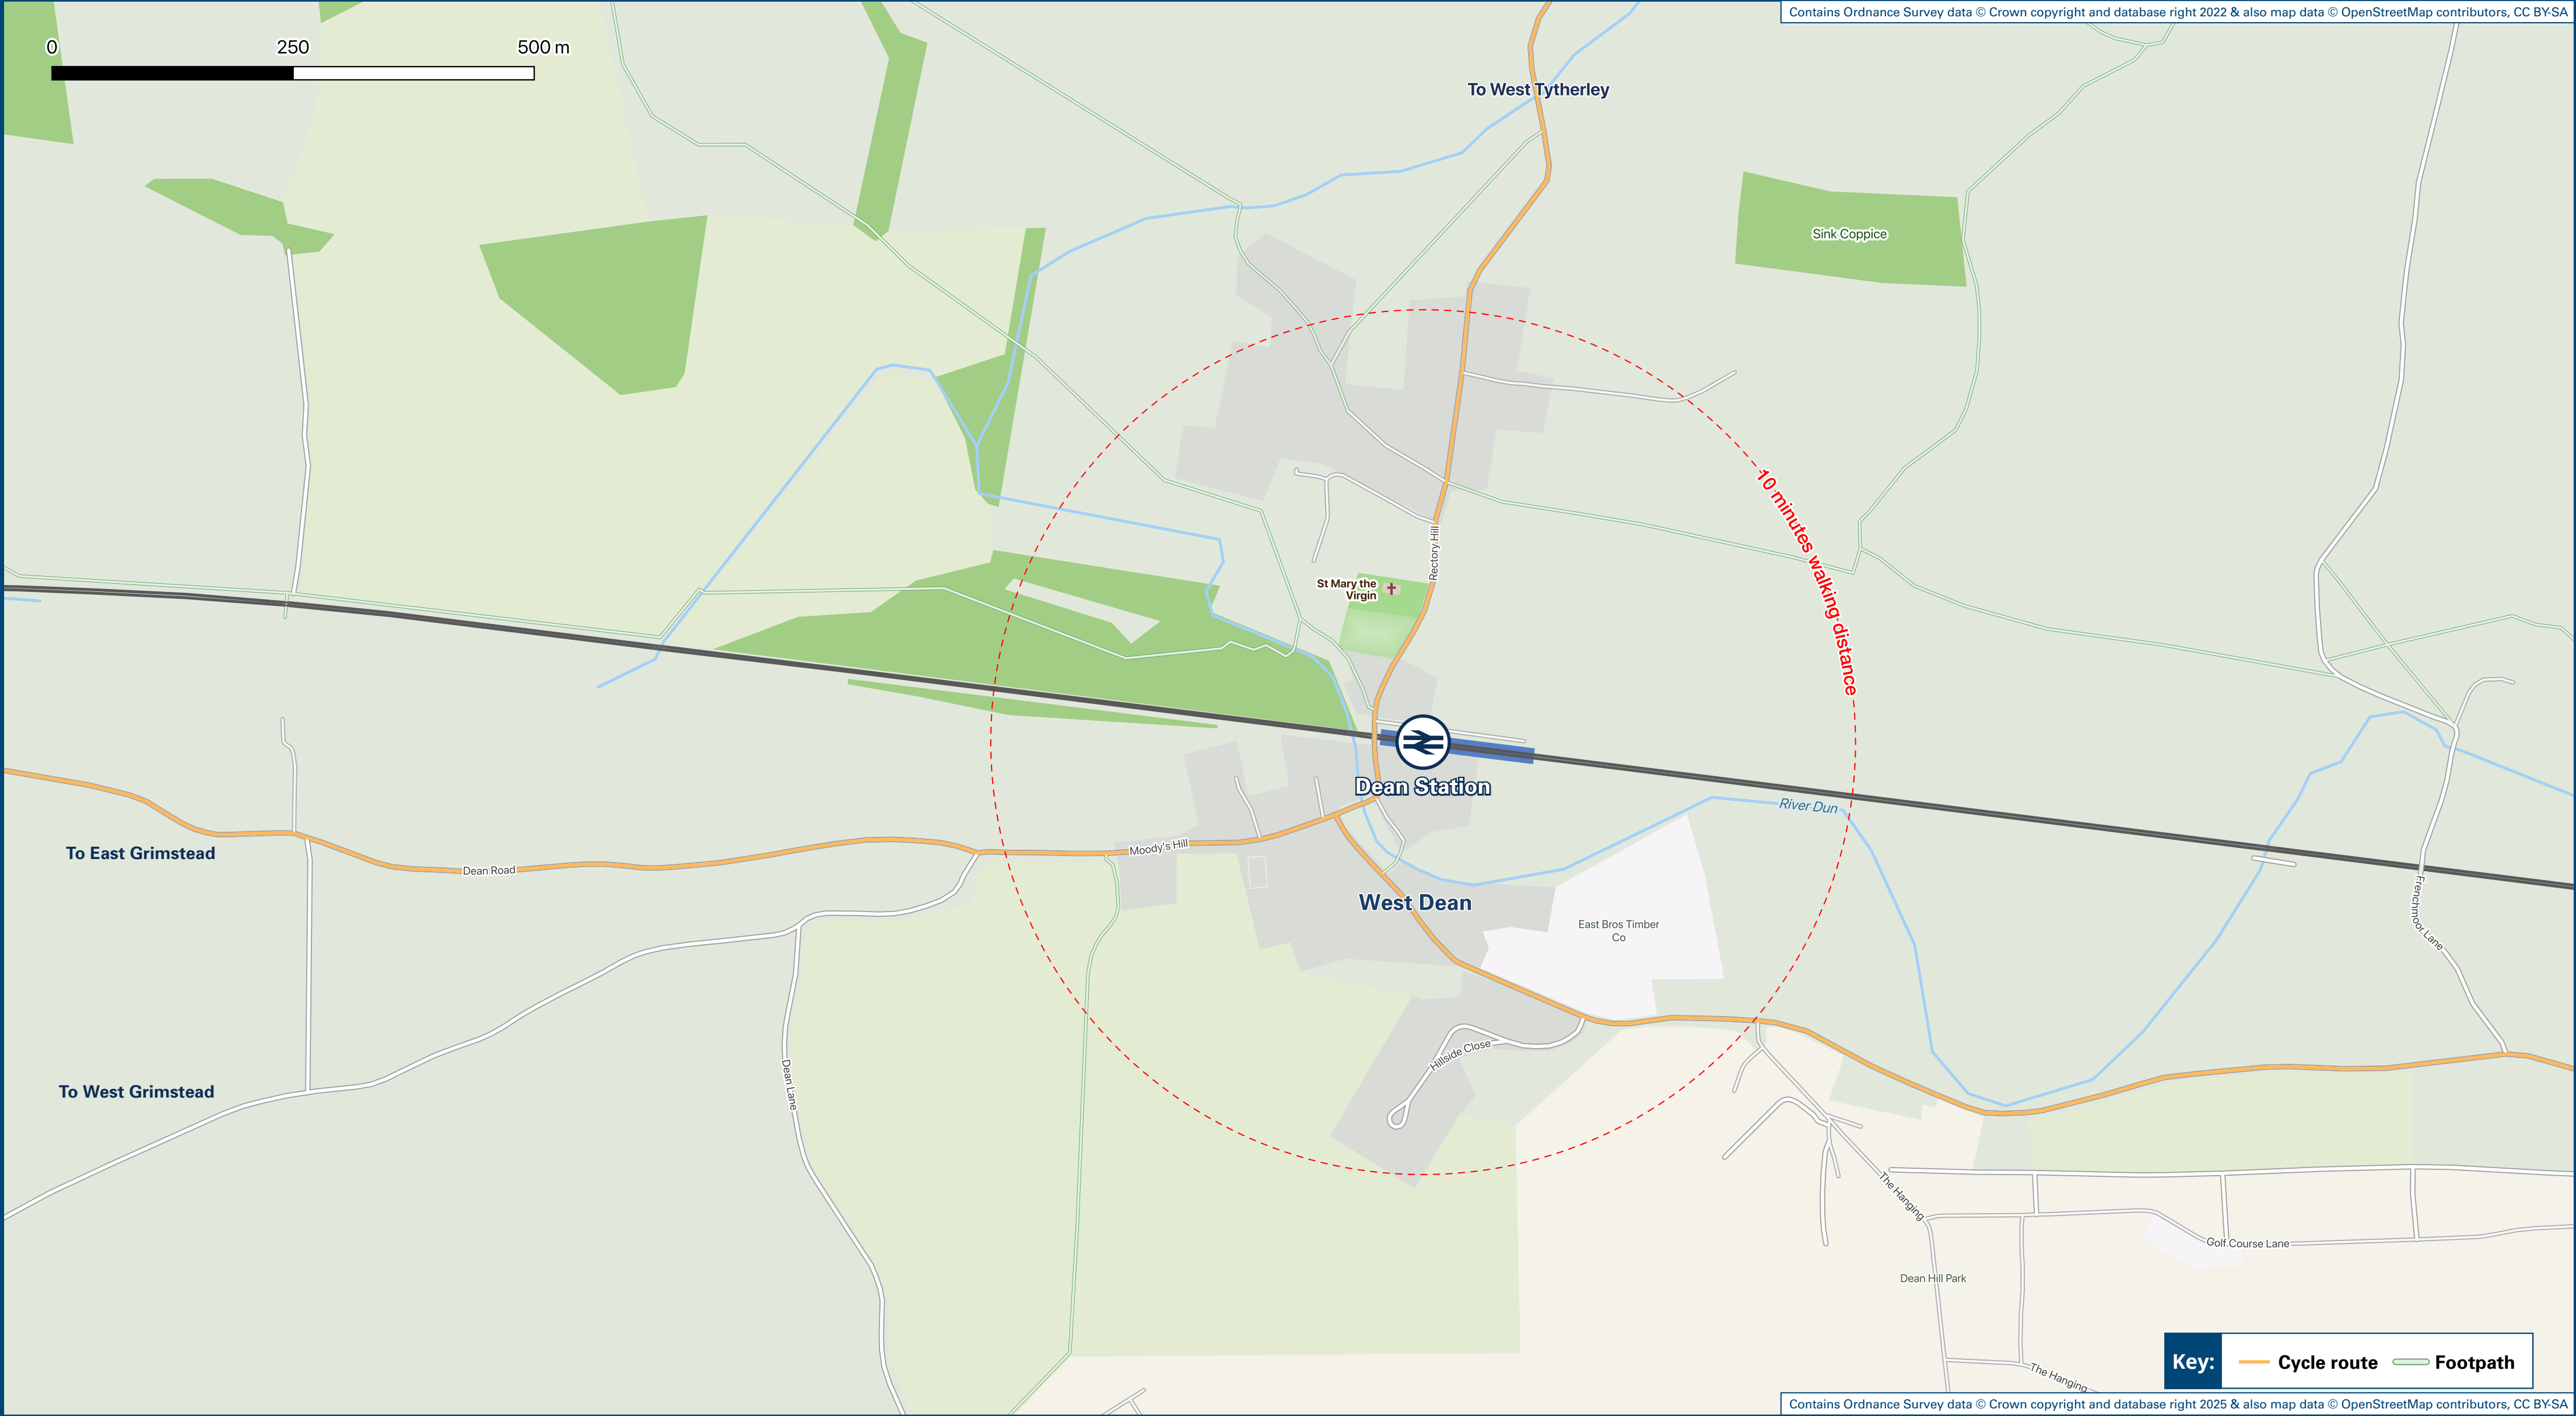 Contains Ordnance Survey data © Crown copyright and database right 2022 & also map data © OpenStreetMap contributors, CC BY-SA
0 250 500 m
To West Tytherley
Sink Coppice
10 minutes walking distance
Rectory Hill
St Mary the
Virgin
Dean Station
River Dun
To East Grimstead
Dean Road
Moody's Hill
West Dean
East Bros Timber
Co
Frenchmoor Lane
Hillside Close
To West Grimstead
Dean Lane
The Hanging
Golf Course Lane
Dean Hill Park
The Hanging
Key: Cycle route Footpath
Contains Ordnance Survey data © Crown copyright and database right 2025 & also map data © OpenStreetMap contributors, CC BY-SA